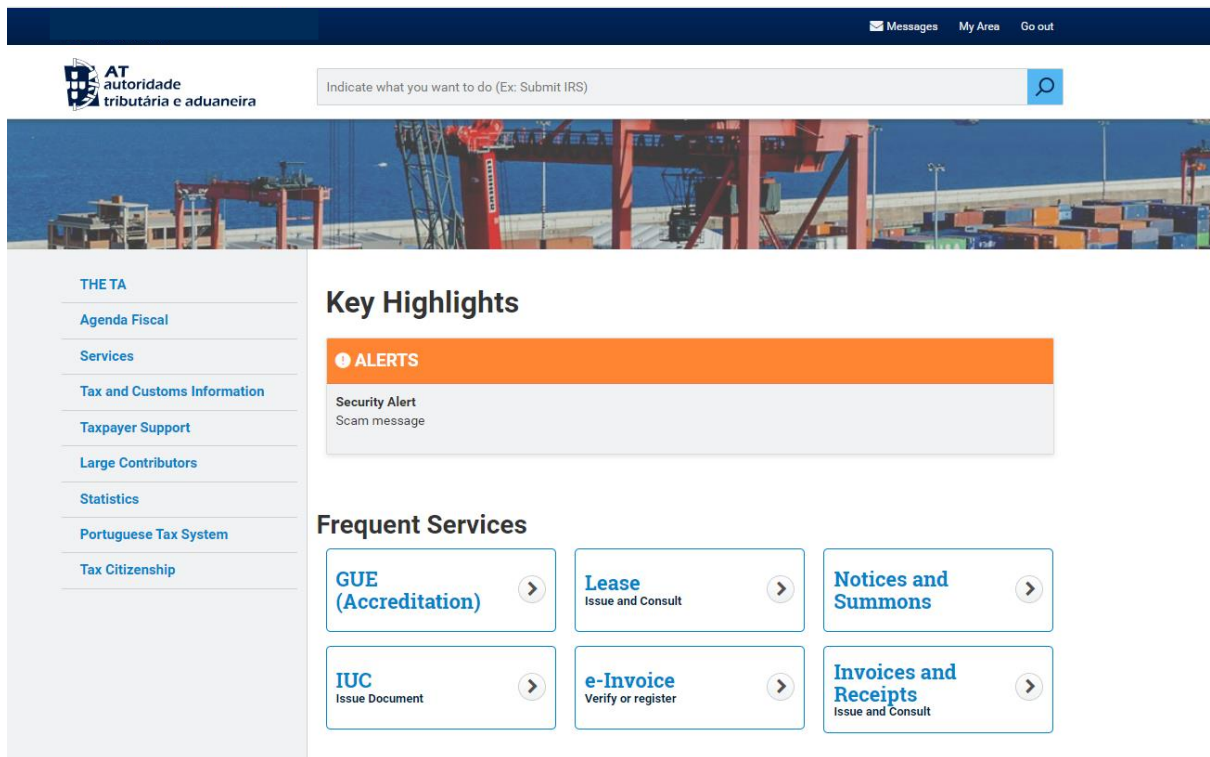 Messages My Area Go out
AT
autoridade
tributária e aduaneira
Indicate what you want to do (Ex: Submit IRS)
THE TA
Agenda Fiscal
Services
Tax and Customs Information
Taxpayer Support
Large Contributors
Statistics
Portuguese Tax System
Tax Citizenship
Key Highlights
ALERTS
Security Alert
Scam message
Frequent Services
GUE
(Accreditation)
Lease
Issue and Consult
Notices and
Summons
IUC
Issue Document
e-Invoice
Verify or register
Invoices and
Receipts
Issue and Consult